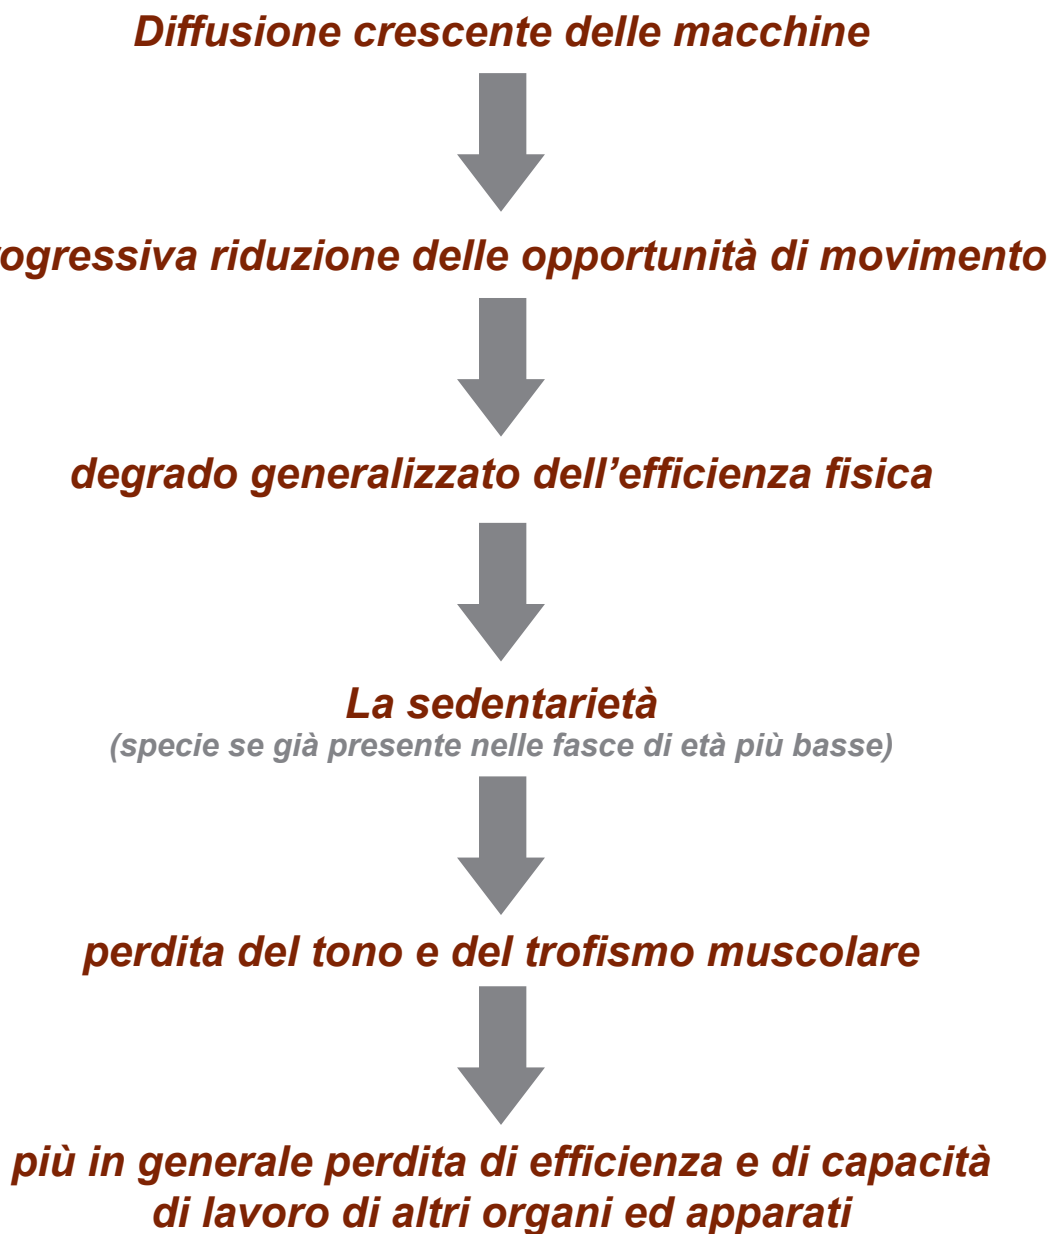 Diffusione crescente delle macchine
rogressiva riduzione delle opportunità di movimento
degrado generalizzato dell’efficienza fisica
La sedentarietà
(specie se già presente nelle fasce di età più basse)
perdita del tono e del trofismo muscolare
più in generale perdita di efficienza e di capacità
di lavoro di altri organi ed apparati